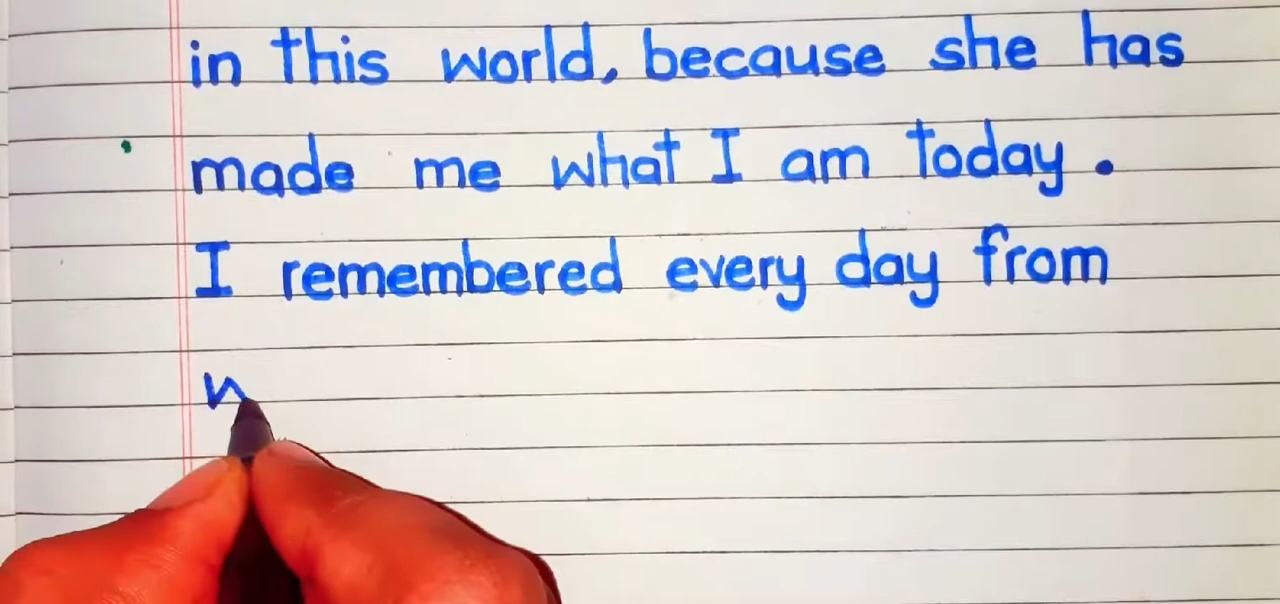 in this world, because she has
made me what I am today.
I remembered every day from